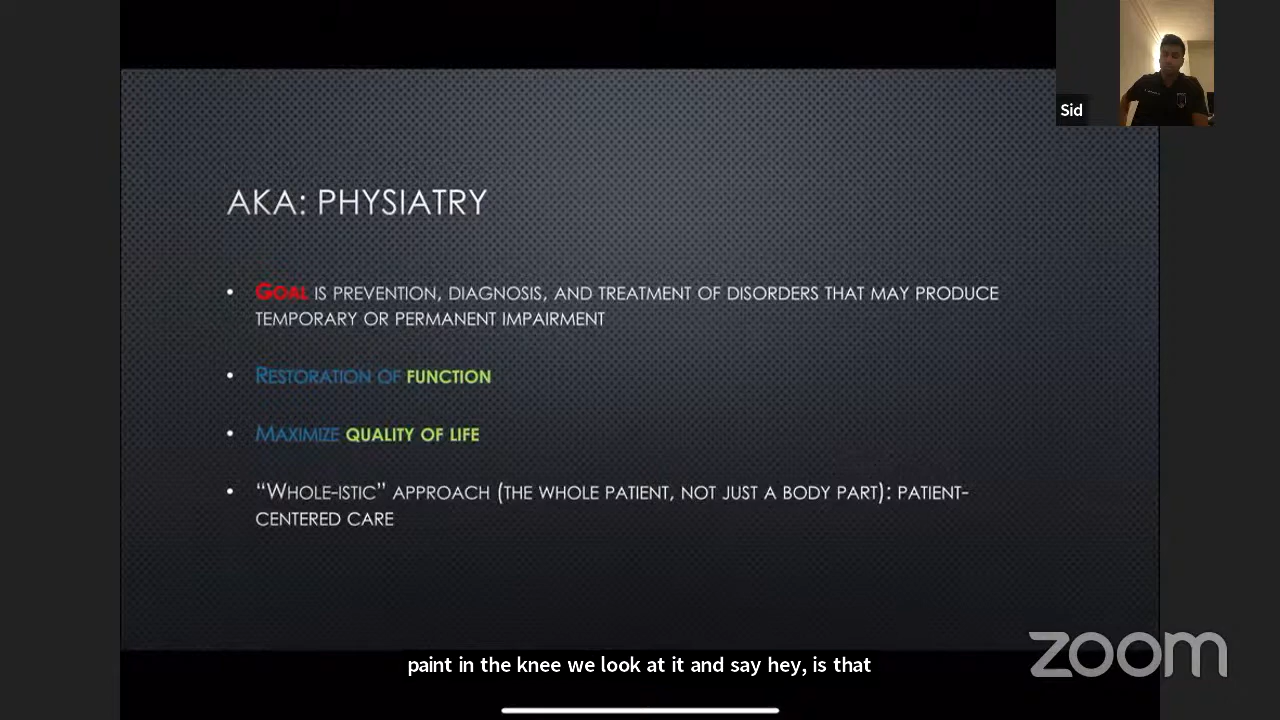 Sid
AKA: PHYSIATRY
• GOAL IS PREVENTION, DIAGNOSIS, AND TREATMENT OF DISORDERS THAT MAY PRODUCE
TEMPORARY OR PERMANENT IMPAIRMENT
• RESTORATION OF FUNCTION
• MAXIMIZE QUALITY OF LIFE
• “WHOLE-ISTIC” APPROACH (THE WHOLE PATIENT, NOT JUST A BODY PART): PATIENT-
CENTERED CARE
paint in the knee we look at it and say hey, is that
zoom